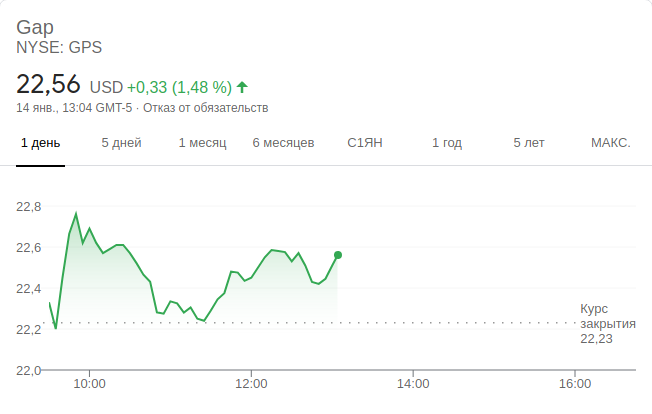 Gap
NYSE: GPS
22,56 USD +0,33 (1,48 %)
14 янв., 13:04 GMT-5 · Отказ от обязательств
1 день 5 дней 1 месяц 6 месяцев С1ЯН 1 год 5 лет МАКС.
22,8
22,6
22,4
22,2
22,0
Курс
закрытия
22,23
10:00 12:00 14:00 16:00